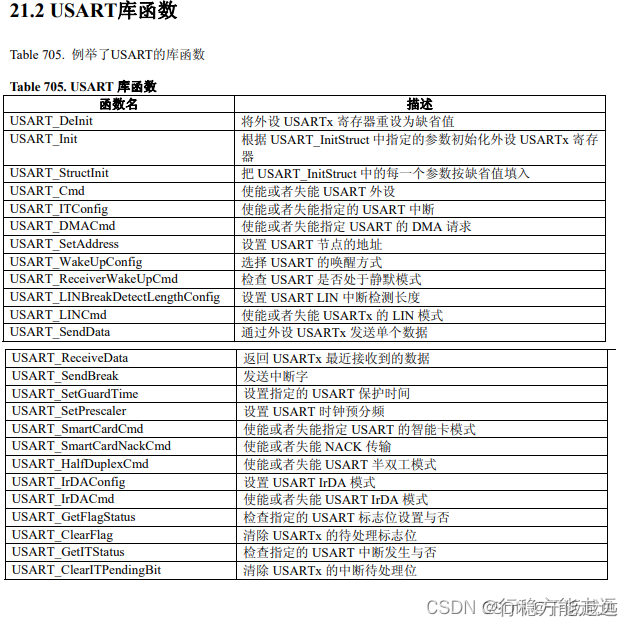 21.2 USART库函数
Table 705. 例举了USART的库函数
Table 705. USART 库函数
函数名 描述
USART_DeInit 将外设 USARTx 寄存器重设为缺省值
USART_Init 根据 USART_InitStruct 中指定的参数初始化外设 USARTx 寄存
器
USART_StructInit 把 USART_InitStruct 中的每一个参数按缺省值填入
USART_Cmd 使能或者失能 USART 外设
USART_ITConfig 使能或者失能指定的 USART 中断
USART_DMACmd 使能或者失能指定 USART 的 DMA 请求
USART_SetAddress 设置 USART 节点的地址
USART_WakeUpConfig 选择 USART 的唤醒方式
USART_ReceiverWakeUpCmd 检查 USART 是否处于静默模式
USART_LINBreakDetectLengthConfig 设置 USART LIN 中断检测长度
USART_LINCmd 使能或者失能 USARTx 的 LIN 模式
USART_SendData 通过外设 USARTx 发送单个数据
USART_ReceiveData 返回 USARTx 最近接收到的数据
USART_SendBreak 发送中断字
USART_SetGuardTime 设置指定的 USART 保护时间
USART_SetPrescaler 设置 USART 时钟预分频
USART_SmartCardCmd 使能或者失能指定 USART 的智能卡模式
USART_SmartCardNackCmd 使能或者失能 NACK 传输
USART_HalfDuplexCmd 使能或者失能 USART 半双工模式
USART_IrDAConfig 设置 USART IrDA 模式
USART_IrDACmd 使能或者失能 USART IrDA 模式
USART_GetFlagStatus 检查指定的 USART 标志位设置与否
USART_ClearFlag 清除 USARTx 的待处理标志位
USART_GetITStatus 检查指定的 USART 中断发生与否
USART_ClearITPendingBit 清除 USARTx 的中断待处理位
CSDN @行稳方能走远